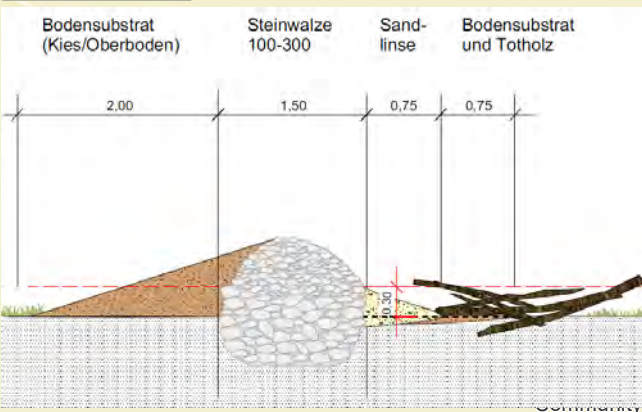 Bodensubstrat
(Kies/Oberboden)
Steinwalze
100-300
Sand-
linse
Bodensubstrat
und Totholz
2,00
1,50
0,75
0,75
0.30